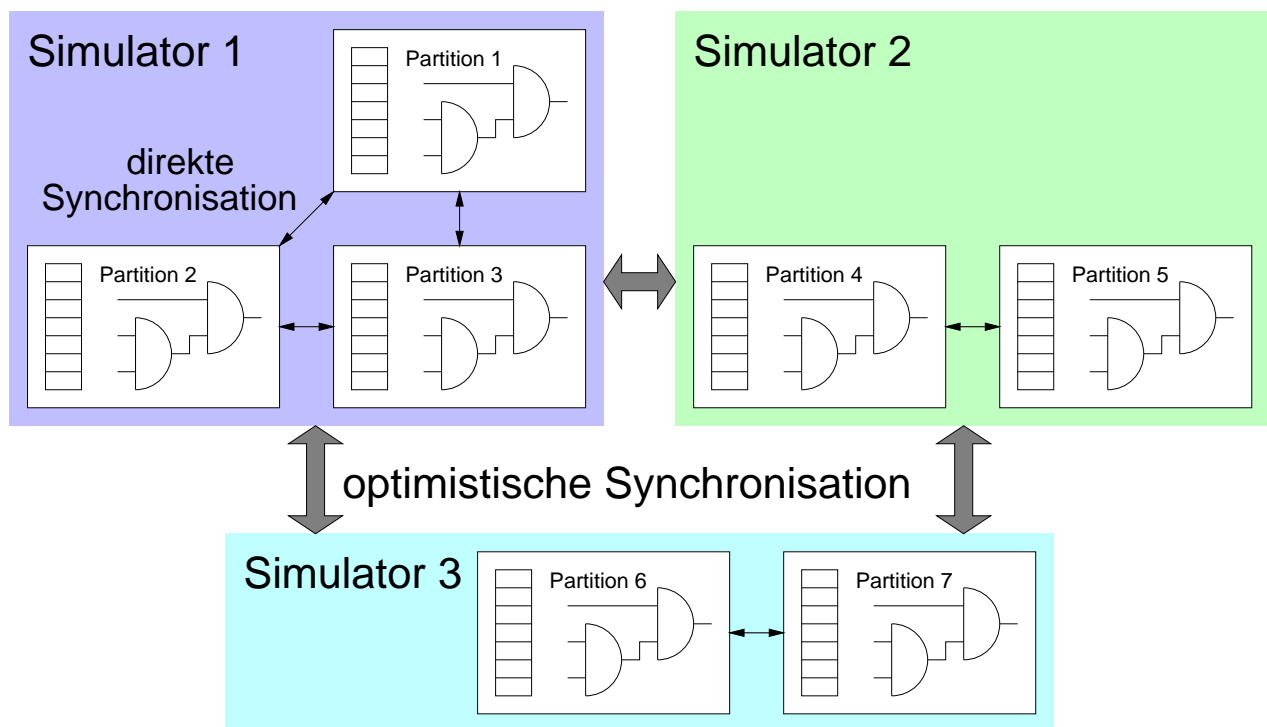 Simulator 1
Partition 1
direkte
Synchronisation
Partition 2
Partition 3
Simulator 2
Partition 4
Partition 5
optimistische Synchronisation
Simulator 3
Partition 6
Partition 7